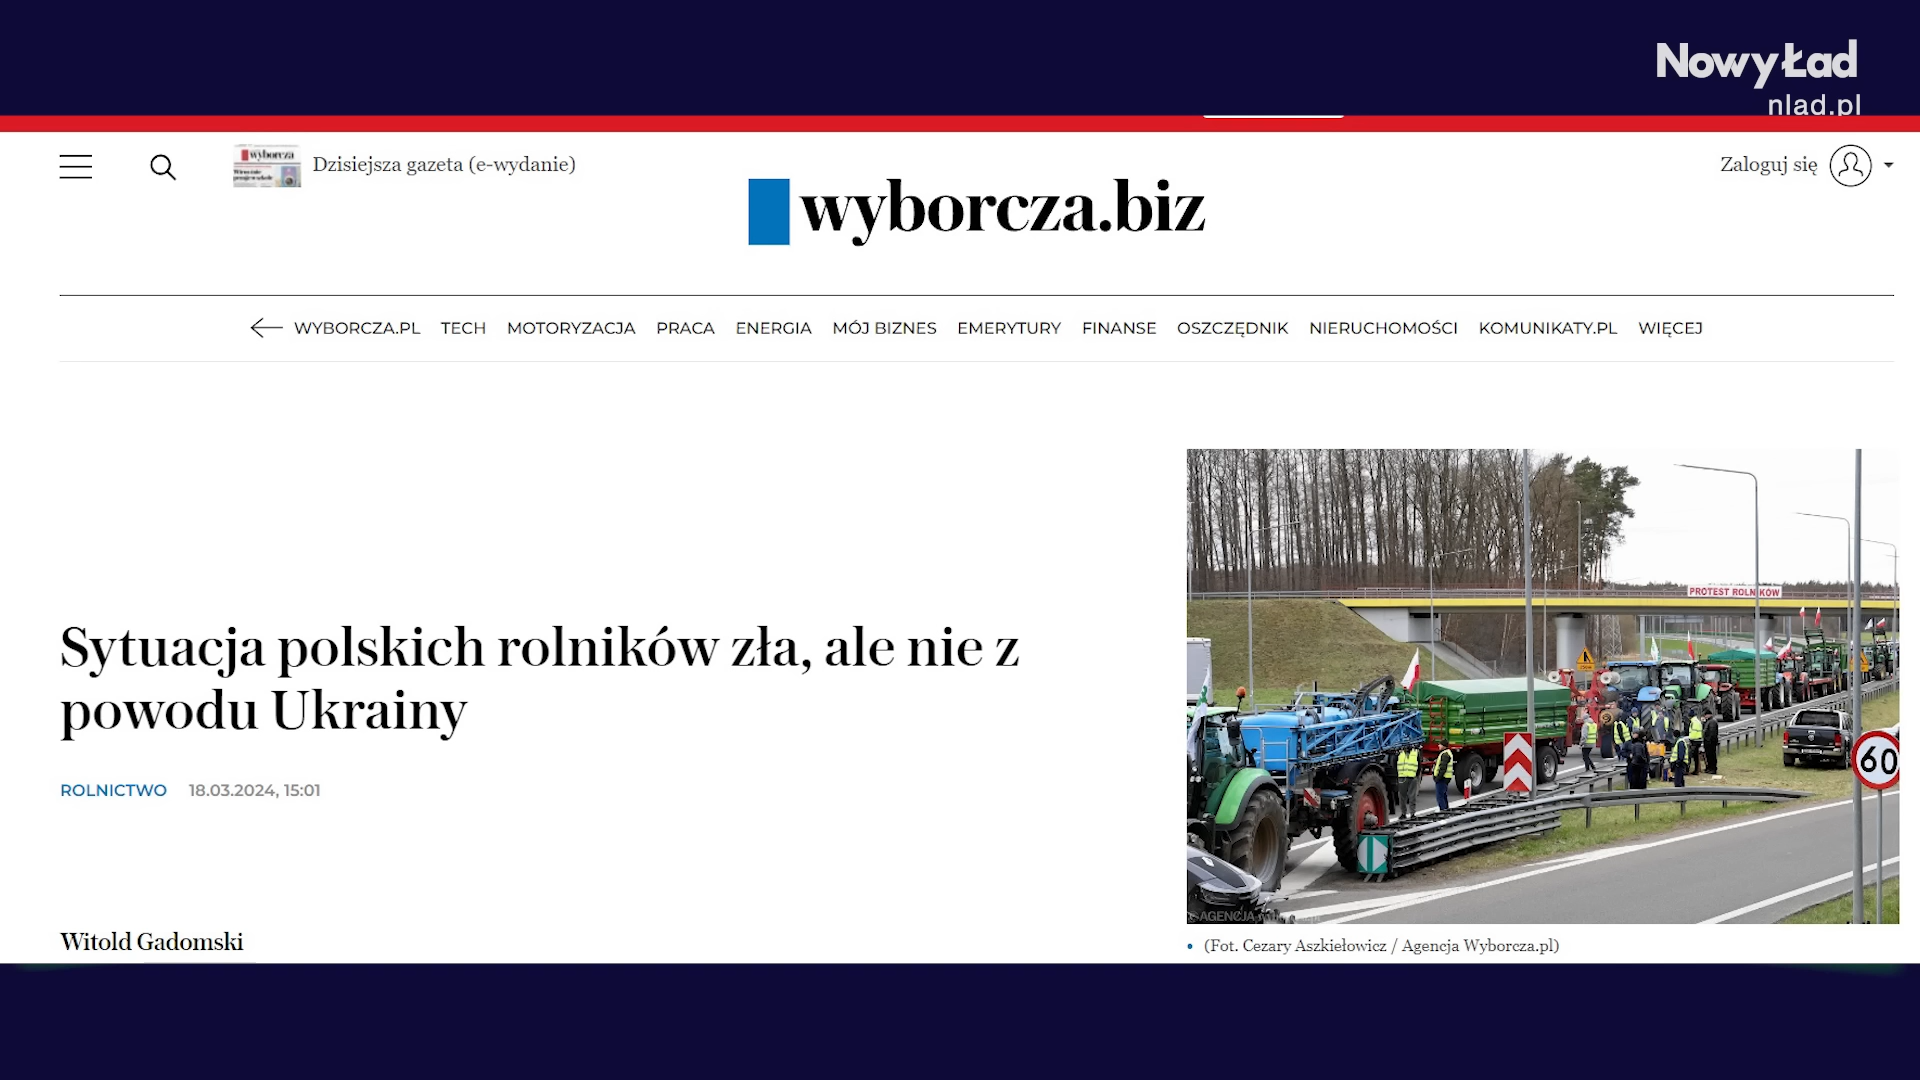 Nowy Ład
nlad.pl
wyborcza
Dzisiejsza gazeta (e-wydanie)
Zaloguj się
wyborcza.biz
WYBORCZA.PL TECH MOTORYZACJA PRACA ENERGIA MÓJ BIZNES EMERYTURY FINANSE OSZCZĘDNIK NIERUCHOMOŚCI KOMUNIKATY.PL WIĘCEJ
PROTEST ROLNIKÓW
Sytuacja polskich rolników zła, ale nie z
powodu Ukrainy
60
ROLNICTWO 18.03.2024, 15:01
AGENCJA
Witold Gadomski
(Fot. Cezary Aszkiełowicz / Agencja Wyborcza.pl)